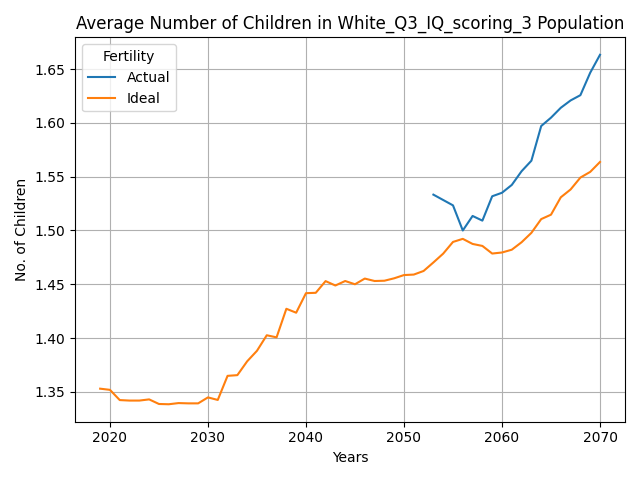 Average Number of Children in White_Q3_IQ_scoring_3 Population
Fertility
Actual
Ideal
No. of Children
1.65
1.60
1.55
1.50
1.45
1.40
1.35
2020 2030 2040 2050 2060 2070
Years